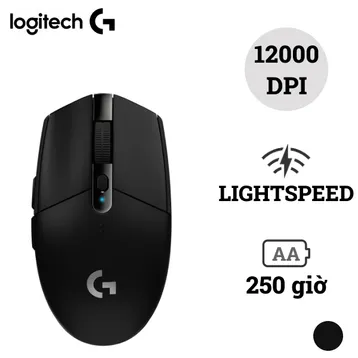 logitech G
12000
DPI
LIGHTSPEED
AA
250 giờ
G